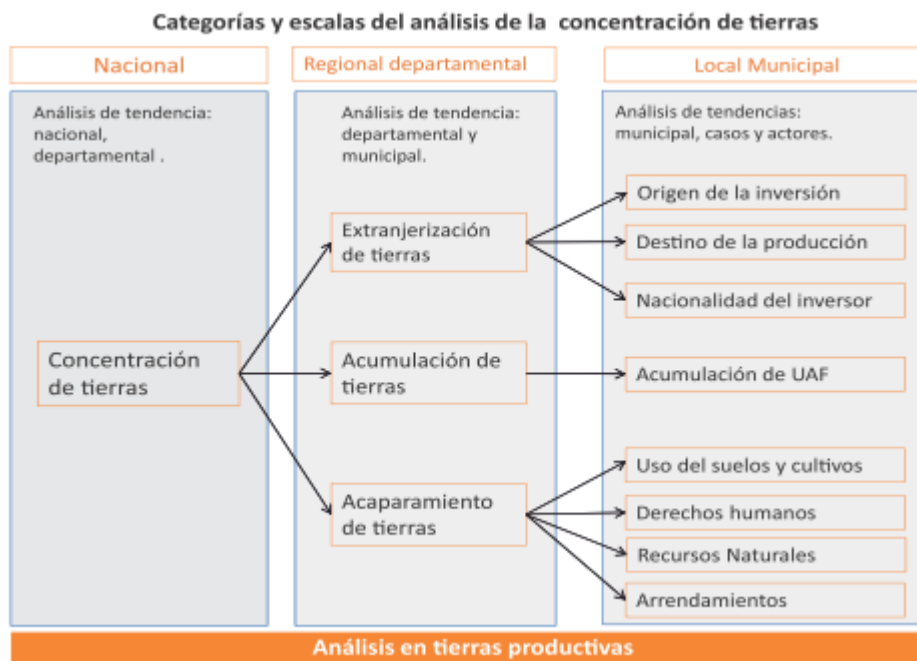 Categorías y escalas del análisis de la concentración de tierras
Nacional
Análisis de tendencia:
nacional,
departamental .
Concentración
de tierras
Regional departamental
Análisis de tendencia:
departamental y
municipal.
Extranjerización
de tierras
Acumulación de
tierras
Acaparamiento
de tierras
Local Municipal
Análisis de tendencias:
municipal, casos y actores.
Origen de la inversión
Destino de la producción
Nacionalidad del inversor
Acumulación de UAF
Uso del suelos y cultivos
Derechos humanos
Recursos Naturales
Arrendamientos
Análisis en tierras productivas